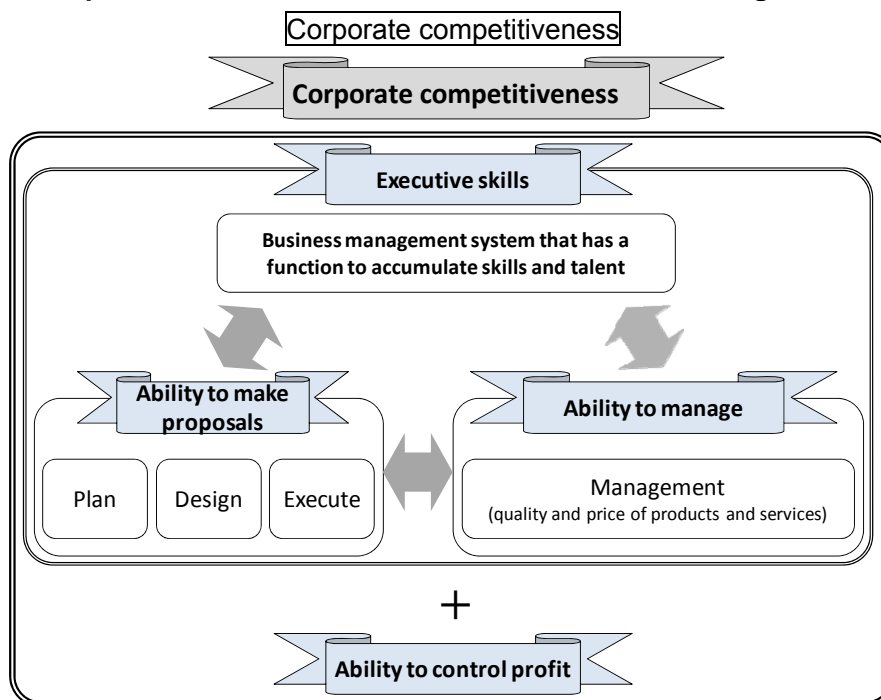 Corporate competitiveness
Corporate competitiveness
Executive skills
Business management system that has a
function to accumulate skills and talent
Ability to make
proposals
Plan
Design
Execute
Ability to manage
Management
(quality and price of products and services)
+
Ability to control profit